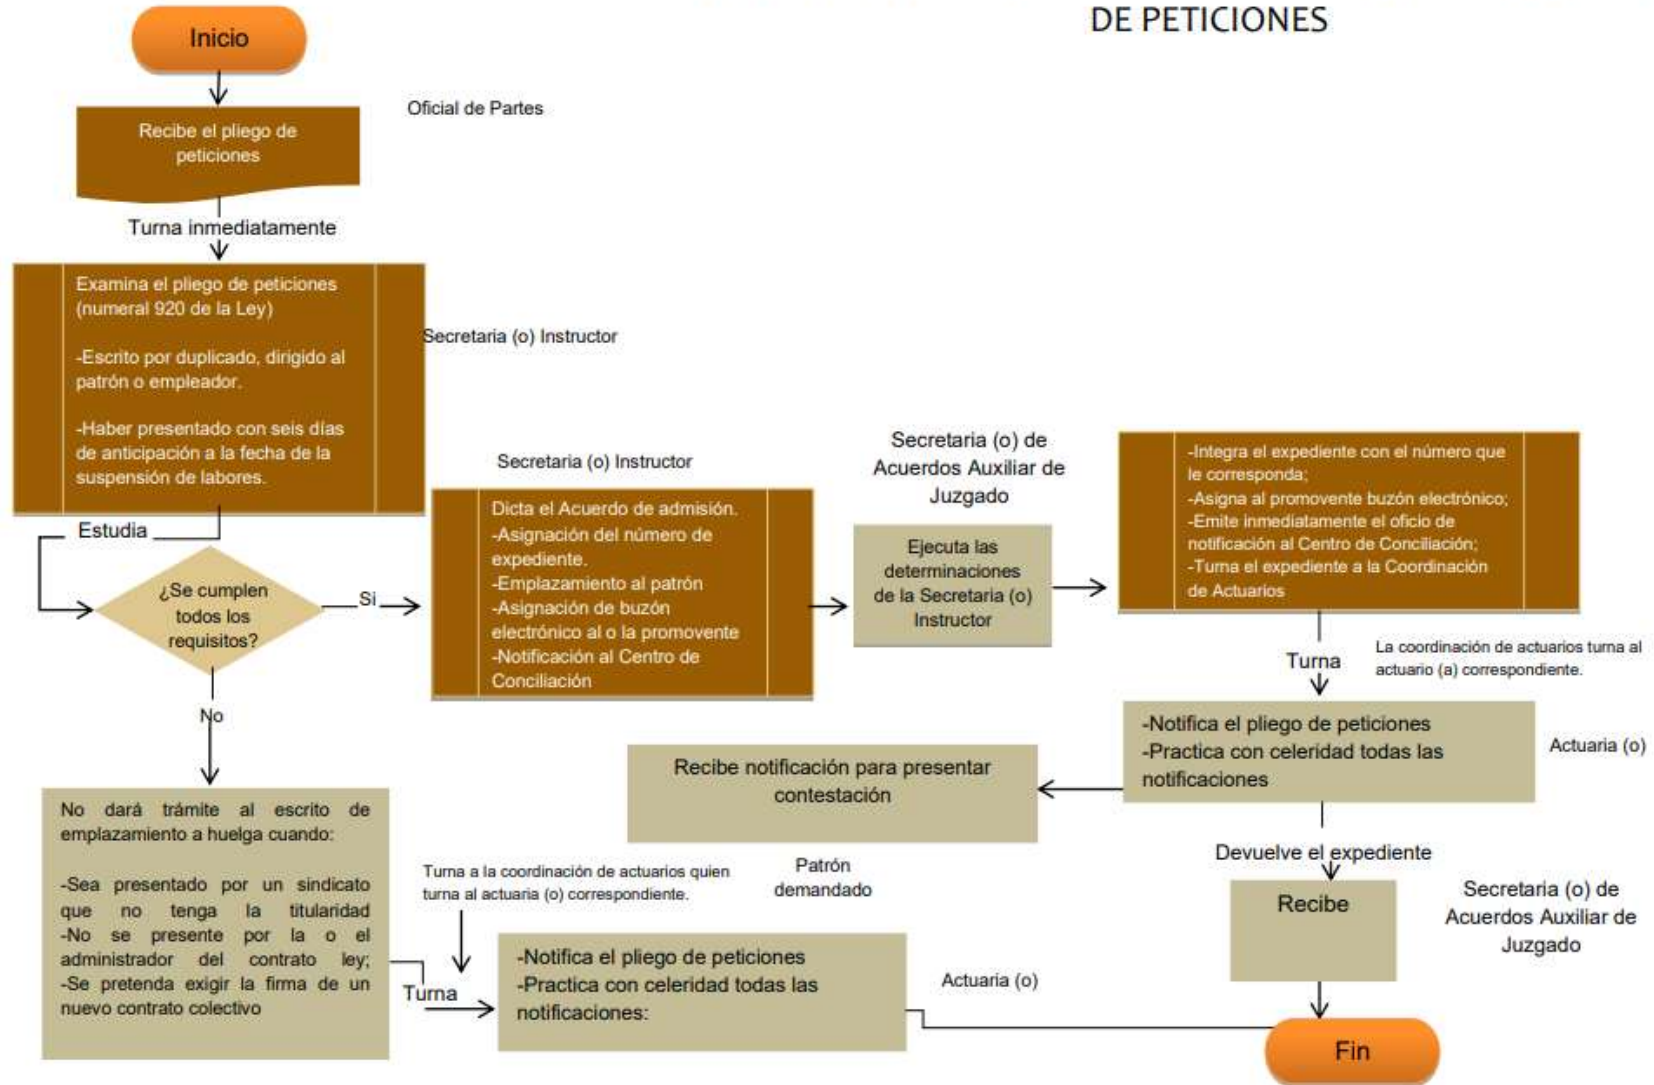 DE PETICIONES
Inicio
Oficial de Partes
Recibe el pliego de
peticiones
Turna inmediatamente
Examina el pliego de peticiones
(numeral 920 de la Ley)
-Escrito por duplicado, dirigido al
patrón o empleador.
-Haber presentado con seis días
de anticipación a la fecha de la
suspensión de labores.
Secretaria (o) Instructor
Estudia
¿Se cumplen
todos los
requisitos?
Si
No
Secretaria (o) Instructor
Dicta el Acuerdo de admisión.
-Asignación del número de
expediente.
-Emplazamiento al patrón
-Asignación de buzón
electrónico al o la promovente
-Notificación al Centro de
Conciliación
Secretaria (o) de
Acuerdos Auxiliar de
Juzgado
Ejecuta las
determinaciones
de la Secretaria (o)
Instructor
-Integra el expediente con el número que
le corresponda;
-Asigna al promovente buzón electrónico;
-Emite inmediatamente el oficio de
notificación al Centro de Conciliación;
-Turna el expediente a la Coordinación
de Actuarios
Turna
La coordinación de actuarios turna al
actuario (a) correspondiente.
-Notifica el pliego de peticiones
-Practica con celeridad todas las
notificaciones
Actuaria (o)
Recibe notificación para presentar
contestación
Patrón
demandado
Devuelve el expediente
Recibe
Secretaria (o) de
Acuerdos Auxiliar de
Juzgado
No dará trámite al escrito de
emplazamiento a huelga cuando:
-Sea presentado por un sindicato
que no tenga la titularidad
-No se presente por la o el
administrador del contrato ley;
-Se pretenda exigir la firma de un
nuevo contrato colectivo
Turna
Turna a la coordinación de actuarios quien
turna al actuaria (o) correspondiente.
-Notifica el pliego de peticiones
-Practica con celeridad todas las
notificaciones:
Actuaria (o)
Fin